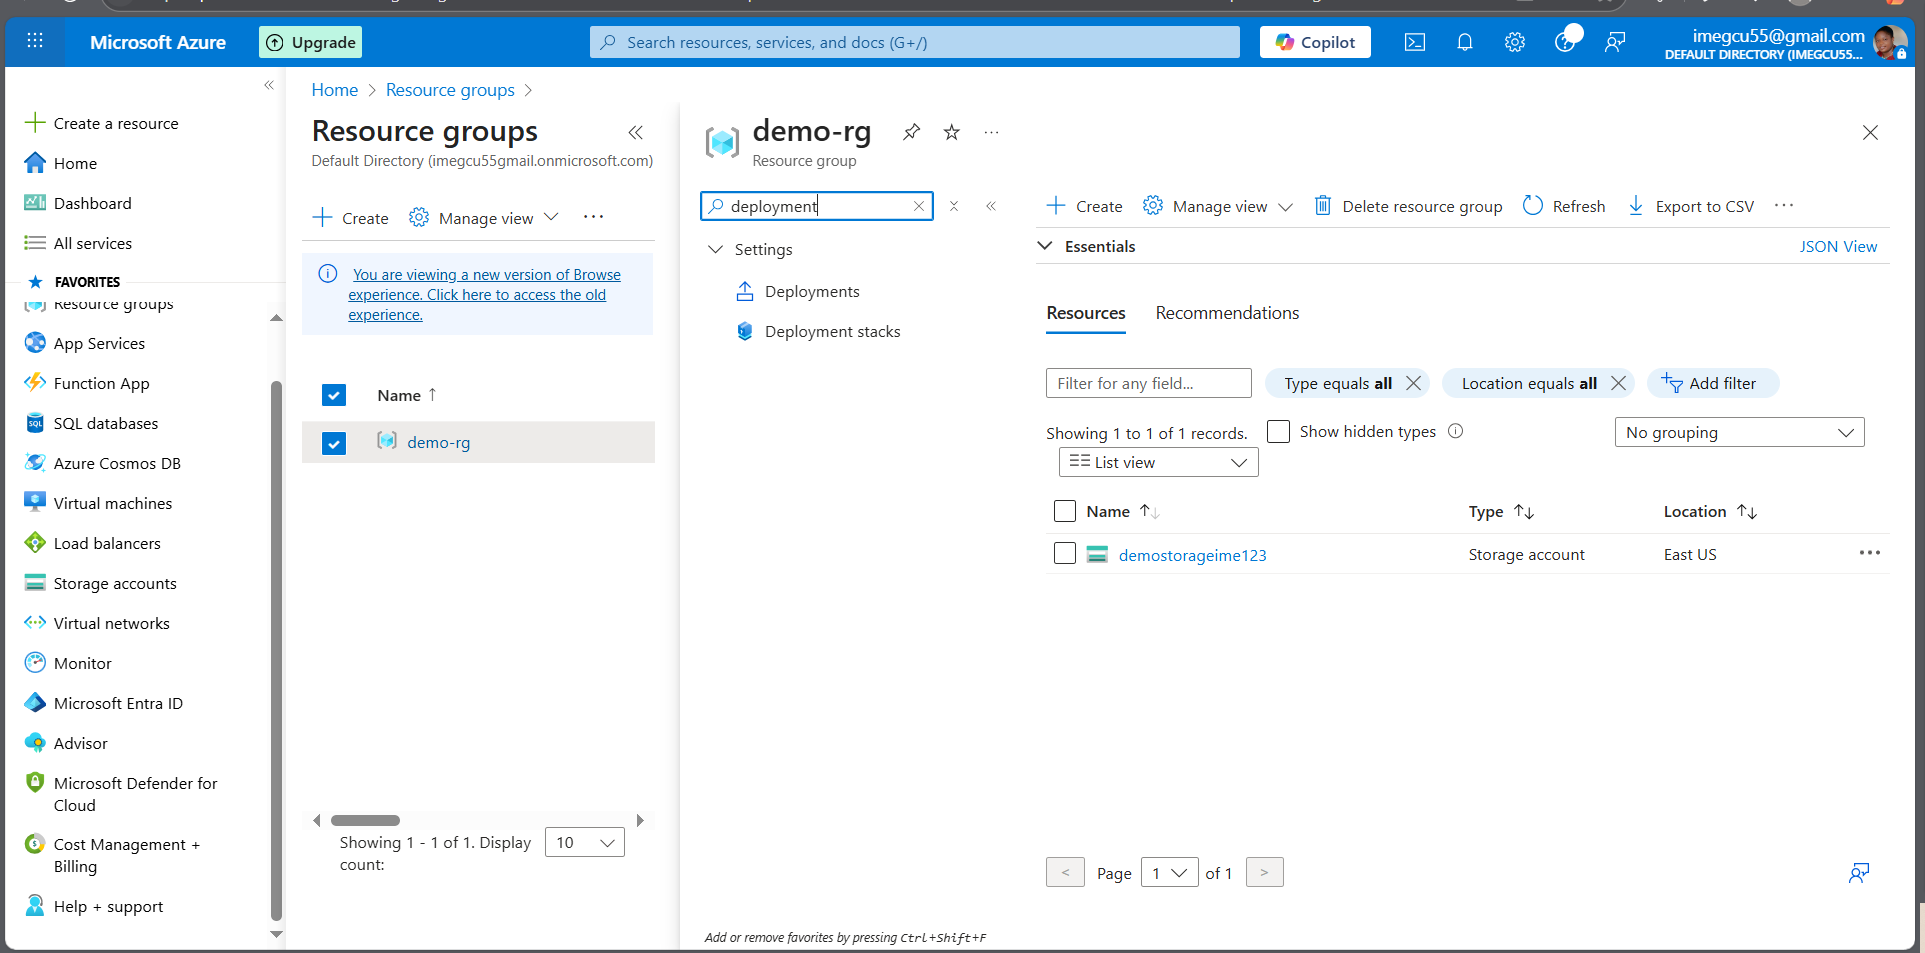 Microsoft Azure
Upgrade
Search resources, services, and docs (G+/)
Copilot
imegcu55@gmail.com
DEFAULT DIRECTORY (IMEGCU55...
Create a resource
Home
Dashboard
All services
FAVORITES
Resource groups
App Services
Function App
SQL databases
Azure Cosmos DB
Virtual machines
Load balancers
Storage accounts
Virtual networks
Monitor
Microsoft Entra ID
Advisor
Microsoft Defender for
Cloud
Cost Management +
Billing
Help + support
Home > Resource groups >
Resource groups
Default Directory (imegcu55gmail.onmicrosoft.com)
Create
Manage view
You are viewing a new version of Browse
experience. Click here to access the old
experience.
Name ↑
demo-rg
Showing 1 - 1 of 1. Display
count:
10
demo-rg
Resource group
deployment
Settings
Deployments
Deployment stacks
Add or remove favorites by pressing Ctrl+Shift+F
Create
Manage view
Delete resource group
Refresh
Export to CSV
Essentials
JSON View
Resources
Recommendations
Filter for any field...
Type equals all
Location equals all
Add filter
Showing 1 to 1 of 1 records.
Show hidden types
No grouping
List view
Name
Type
Location
demostorageime123
Storage account
East US
< Page 1 of 1 >